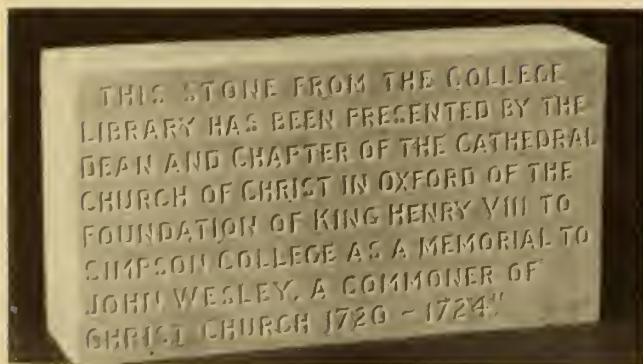 THIS STONE FROM THE COLLEGE
LIBRARY HAS BEEN PRESENTED BY THE
DEAN AND CHAPTER OF THE CATHEDRAL
CHURCH OF CHRIST IN OXFORD OF THE
FOUNDATION OF KING HENRY VIII TO
SIMPSON COLLEGE AS A MEMORIAL TO
JOHN WESLEY, A COMMONER OF
CHRIST CHURCH 1720 ~ 1724."